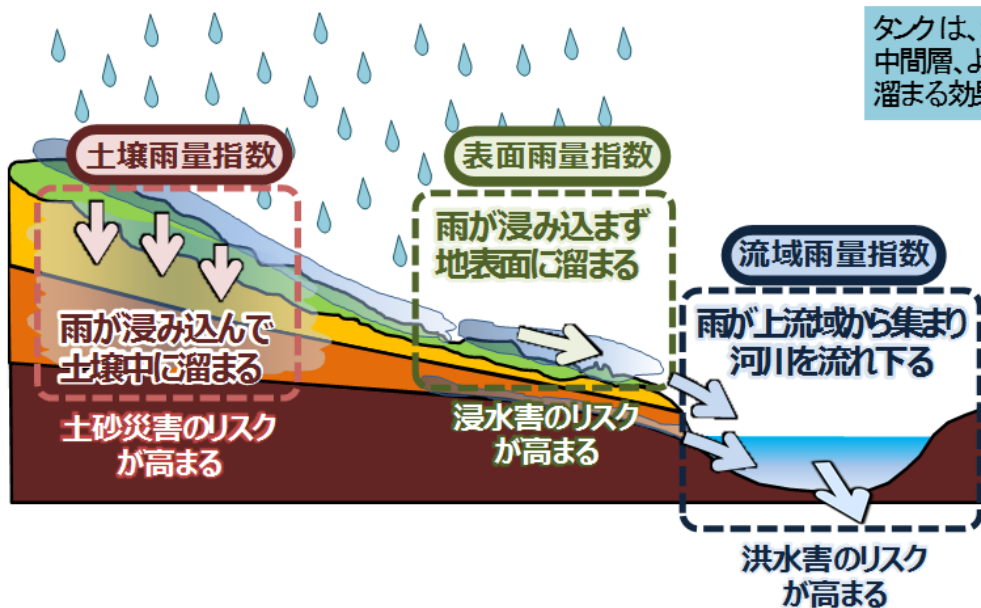 タンクは、
中間層、よ
溜まる効果
土壌雨量指数
雨が浸み込んで
土壌中に溜まる
土砂災害のリスク
が高まる
表面雨量指数
雨が浸み込まず
地表面に溜まる
浸水害のリスク
が高まる
流域雨量指数
雨が上流域から集まり
河川を流れ下る
洪水害のリスク
が高まる